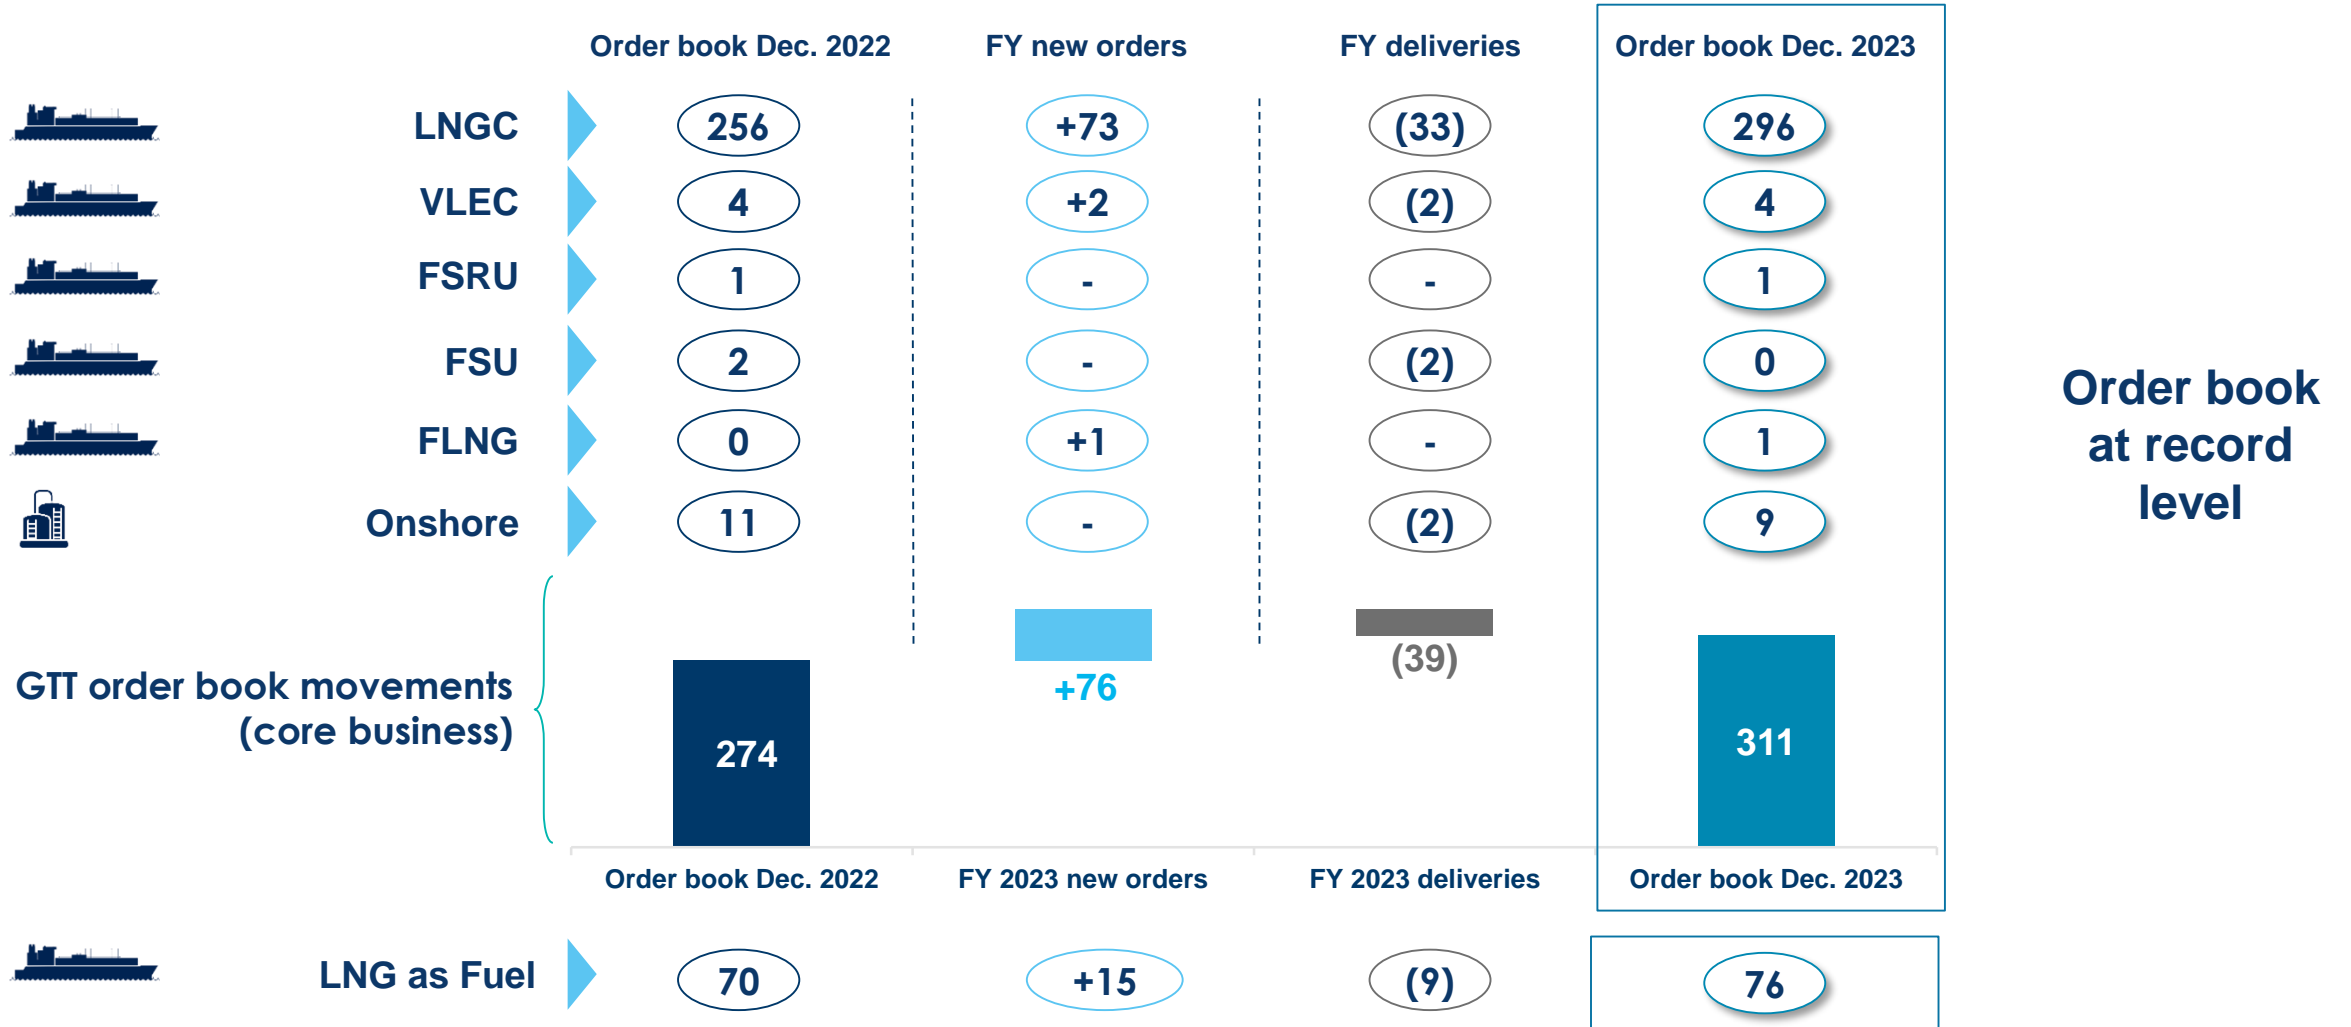 Order book Dec. 2022 FY new orders FY deliveries Order book Dec. 2023
LNGC 256 +73 (33) 296
VLEC 4 +2 (2) 4
FSRU 1 - - 1
FSU 2 - (2) 0
FLNG 0 +1 - 1
Onshore 11 - (2) 9
Order book
at record
level
GTT order book movements
(core business)
274 +76 (39) 311
Order book Dec. 2022 FY 2023 new orders FY 2023 deliveries Order book Dec. 2023
LNG as Fuel 70 +15 (9) 76